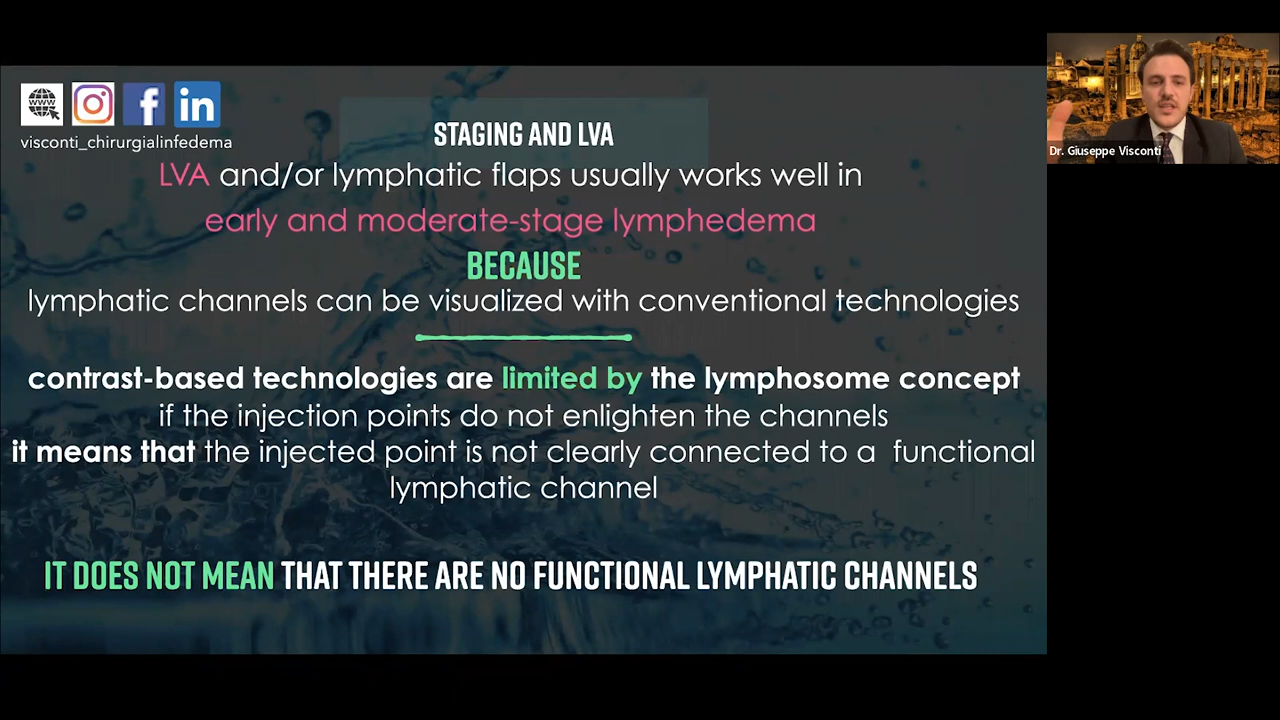 www
f
in
visconti_chirurgialinfedema
STAGING AND LVA
LVA and/or lymphatic flaps usually works well in
early and moderate-stage lymphedema
BECAUSE
lymphatic channels can be visualized with conventional technologies
contrast-based technologies are limited by the lymphosome concept
if the injection points do not enlighten the channels
it means that the injected point is not clearly connected to a functional
lymphatic channel
IT DOES NOT MEAN THAT THERE ARE NO FUNCTIONAL LYMPHATIC CHANNELS
Dr. Giuseppe Visconti